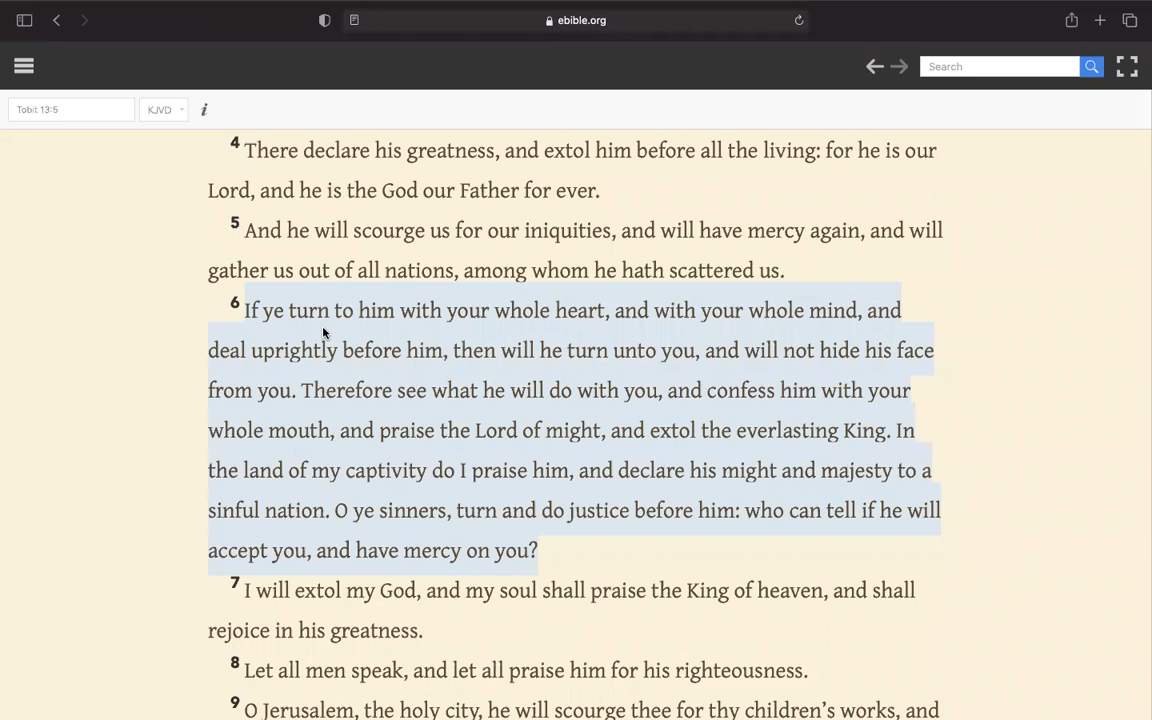 ebible.org
Search
Tobit 13:5
KJVD
i
4 There declare his greatness, and extol him before all the living: for he is our
Lord, and he is the God our Father for ever.
5 And he will scourge us for our iniquities, and will have mercy again, and will
gather us out of all nations, among whom he hath scattered us.
6 If ye turn to him with your whole heart, and with your whole mind, and
deal uprightly before him, then will he turn unto you, and will not hide his face
from you. Therefore see what he will do with you, and confess him with your
whole mouth, and praise the Lord of might, and extol the everlasting King. In
the land of my captivity do I praise him, and declare his might and majesty to a
sinful nation. O ye sinners, turn and do justice before him: who can tell if he will
accept you, and have mercy on you?
7 I will extol my God, and my soul shall praise the King of heaven, and shall
rejoice in his greatness.
8 Let all men speak, and let all praise him for his righteousness.
9 O Jerusalem, the holy city, he will scourge thee for thy children’s works, and